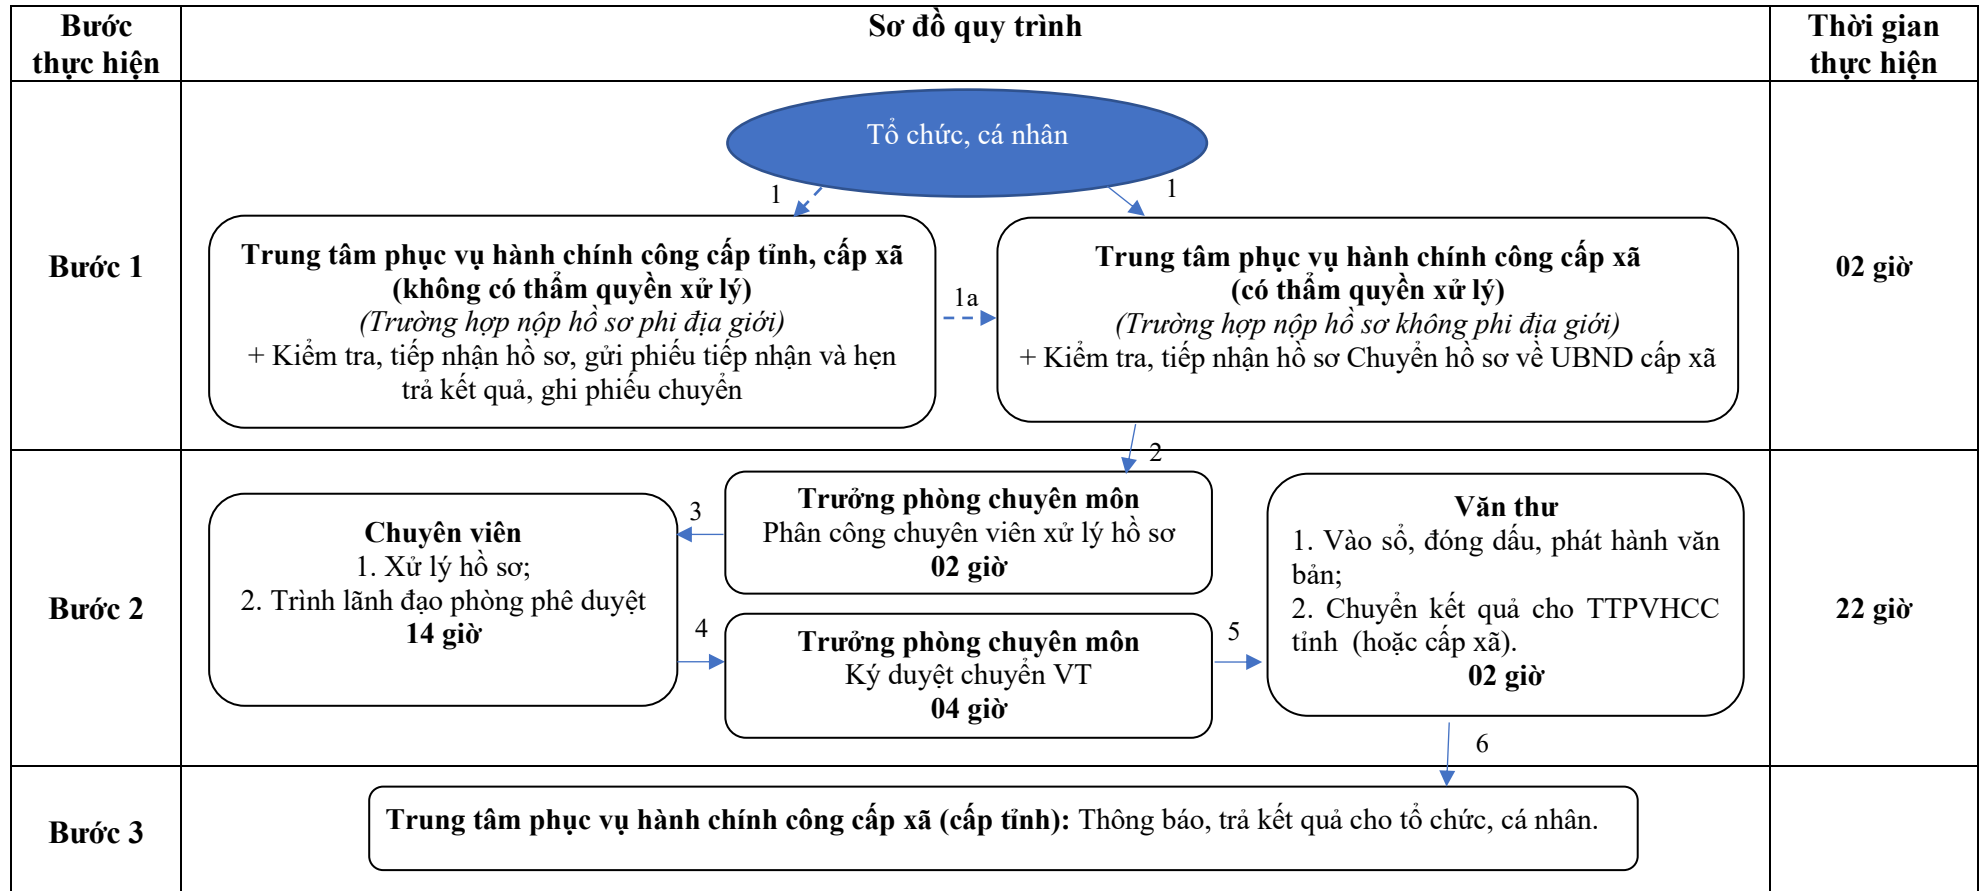 Bước
thực hiện
Sơ đồ quy trình
Thời gian
thực hiện
Bước 1
Tổ chức, cá nhân
1
1
Trung tâm phục vụ hành chính công cấp tỉnh, cấp xã
(không có thẩm quyền xử lý)
(Trường hợp nộp hồ sơ phi địa giới)
+ Kiểm tra, tiếp nhận hồ sơ, gửi phiếu tiếp nhận và hẹn
trả kết quả, ghi phiếu chuyển
1a
Trung tâm phục vụ hành chính công cấp xã
(có thẩm quyền xử lý)
(Trường hợp nộp hồ sơ không phi địa giới)
+ Kiểm tra, tiếp nhận hồ sơ Chuyển hồ sơ về UBND cấp xã
02 giờ
2
Bước 2
Chuyên viên
1. Xử lý hồ sơ;
2. Trình lãnh đạo phòng phê duyệt
14 giờ
3
Trưởng phòng chuyên môn
Phân công chuyên viên xử lý hồ sơ
02 giờ
4
Trưởng phòng chuyên môn
Ký duyệt chuyển VT
04 giờ
5
Văn thư
1. Vào sổ, đóng dấu, phát hành văn
bản;
2. Chuyển kết quả cho TTPVHCC
tỉnh (hoặc cấp xã).
02 giờ
22 giờ
6
Bước 3
Trung tâm phục vụ hành chính công cấp xã (cấp tỉnh): Thông báo, trả kết quả cho tổ chức, cá nhân.